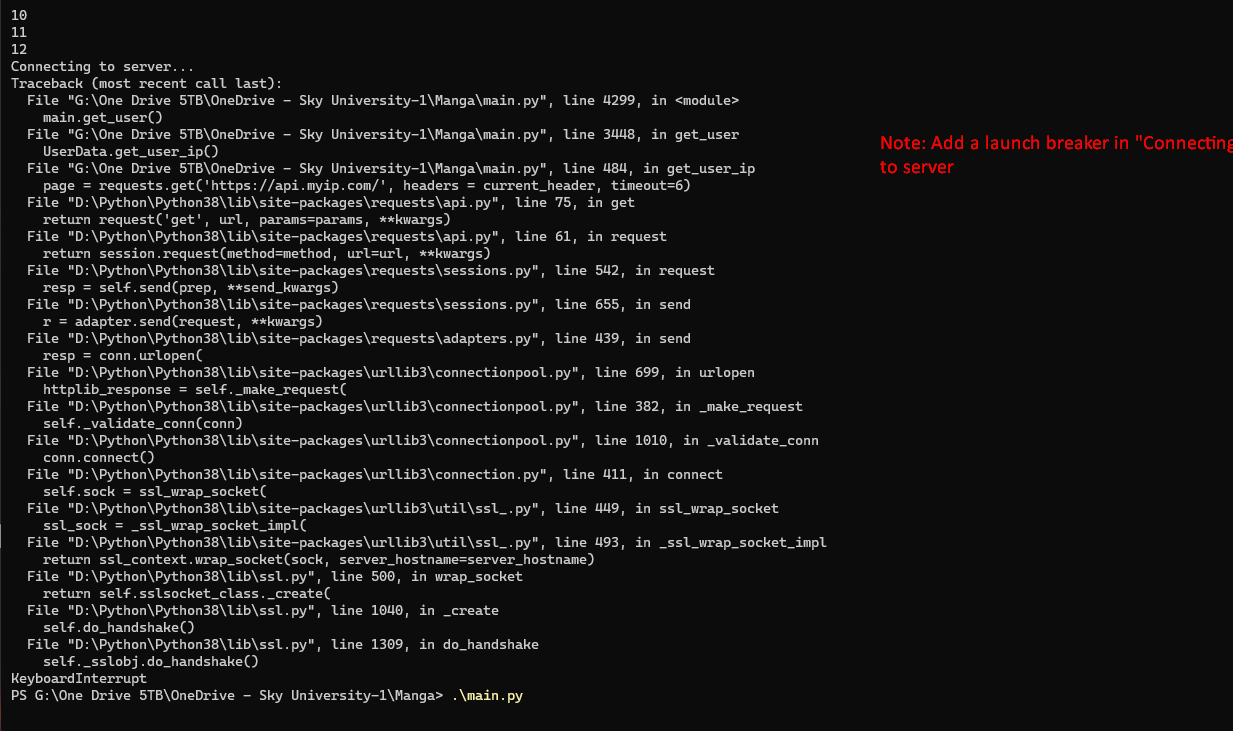 10
11
12
Connecting to server...
Traceback (most recent call last):
  File "G:\One Drive 5TB\OneDrive - Sky University-1\Manga\main.py", line 4299, in <module>
    main.get_user()
  File "G:\One Drive 5TB\OneDrive - Sky University-1\Manga\main.py", line 3448, in get_user
    UserData.get_user_ip()
  File "G:\One Drive 5TB\OneDrive - Sky University-1\Manga\main.py", line 484, in get_user_ip
    page = requests.get('https://api.myip.com/', headers = current_header, timeout=6)
  File "D:\Python\Python38\lib\site-packages\requests\api.py", line 75, in get
    return request('get', url, params=params, **kwargs)
  File "D:\Python\Python38\lib\site-packages\requests\api.py", line 61, in request
    return session.request(method=method, url=url, **kwargs)
  File "D:\Python\Python38\lib\site-packages\requests\sessions.py", line 542, in request
    resp = self.send(prep, **send_kwargs)
  File "D:\Python\Python38\lib\site-packages\requests\sessions.py", line 655, in send
    r = adapter.send(request, **kwargs)
  File "D:\Python\Python38\lib\site-packages\requests\adapters.py", line 439, in send
    resp = conn.urlopen(
  File "D:\Python\Python38\lib\site-packages\urllib3\connectionpool.py", line 699, in urlopen
    httplib_response = self._make_request(
  File "D:\Python\Python38\lib\site-packages\urllib3\connectionpool.py", line 382, in _make_request
    self._validate_conn(conn)
  File "D:\Python\Python38\lib\site-packages\urllib3\connectionpool.py", line 1010, in _validate_conn
    conn.connect()
  File "D:\Python\Python38\lib\site-packages\urllib3\connection.py", line 411, in connect
    self.sock = ssl_wrap_socket(
  File "D:\Python\Python38\lib\site-packages\urllib3\util\ssl_.py", line 449, in ssl_wrap_socket
    ssl_sock = _ssl_wrap_socket_impl(
  File "D:\Python\Python38\lib\site-packages\urllib3\util\ssl_.py", line 493, in _ssl_wrap_socket_impl
    return ssl_context.wrap_socket(sock, server_hostname=server_hostname)
  File "D:\Python\Python38\lib\ssl.py", line 500, in wrap_socket
    return self.sslsocket_class._create(
  File "D:\Python\Python38\lib\ssl.py", line 1040, in _create
    self.do_handshake()
  File "D:\Python\Python38\lib\ssl.py", line 1309, in do_handshake
    self._sslobj.do_handshake()
KeyboardInterrupt
PS G:\One Drive 5TB\OneDrive - Sky University-1\Manga> .\main.py
Note: Add a launch breaker in "Connecting
to server